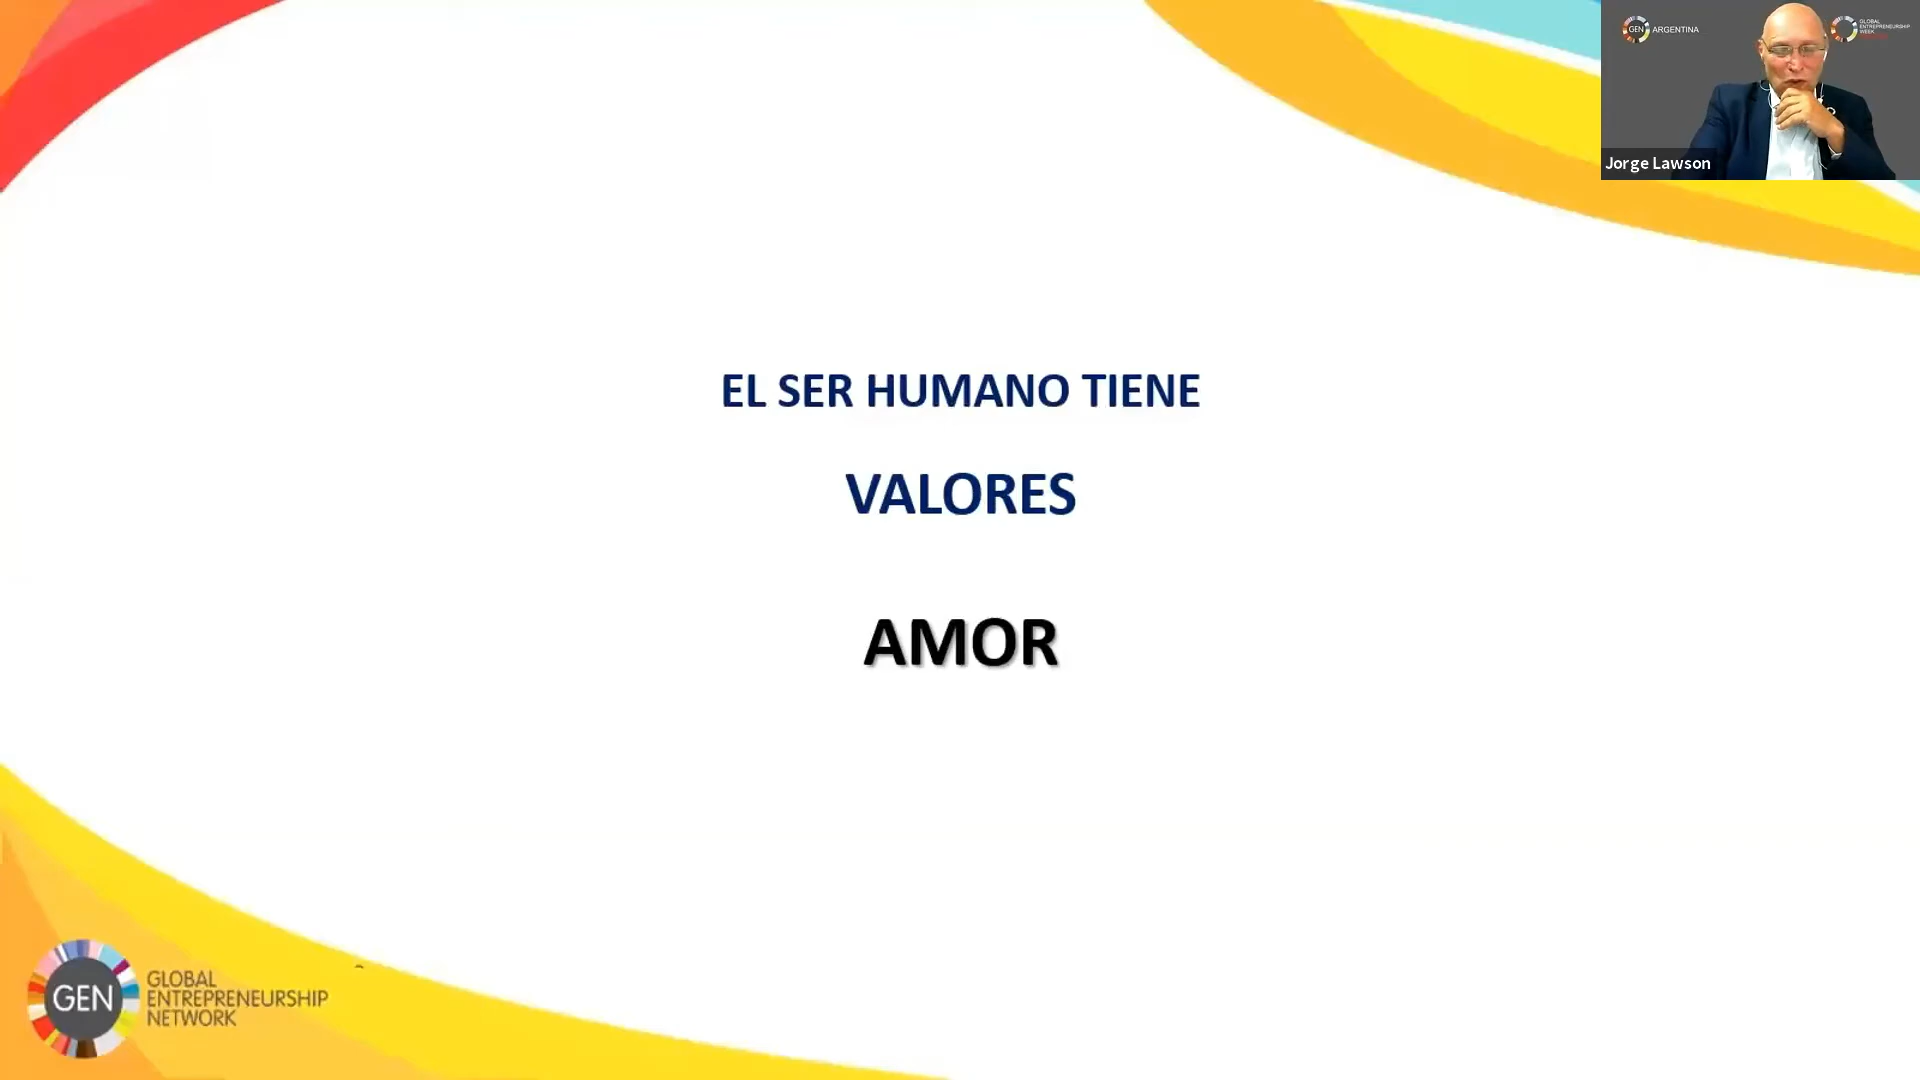 GEN ARGENTINA
GLOBAL
ENTREPRENEURSHIP
WEEK
Jorge Lawson
EL SER HUMANO TIENE
VALORES
AMOR
GEN
GLOBAL
ENTREPRENEURSHIP
NETWORK